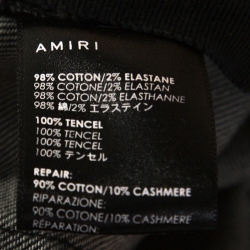 AMIRI
98% COTTON/2% ELASTANE
98% COTONE/2% ELASTAN
98% COTTON/2% ELASTHANNE
98% 綿/2% エラステイン
100% TENCEL
100% TENCEL
100% TENCEL
100% テンセル
REPAIR:
90% COTTON/10% CASHMERE
RIPARAZIONE:
90% COTONE/10% CASHMERE
REPARATION: